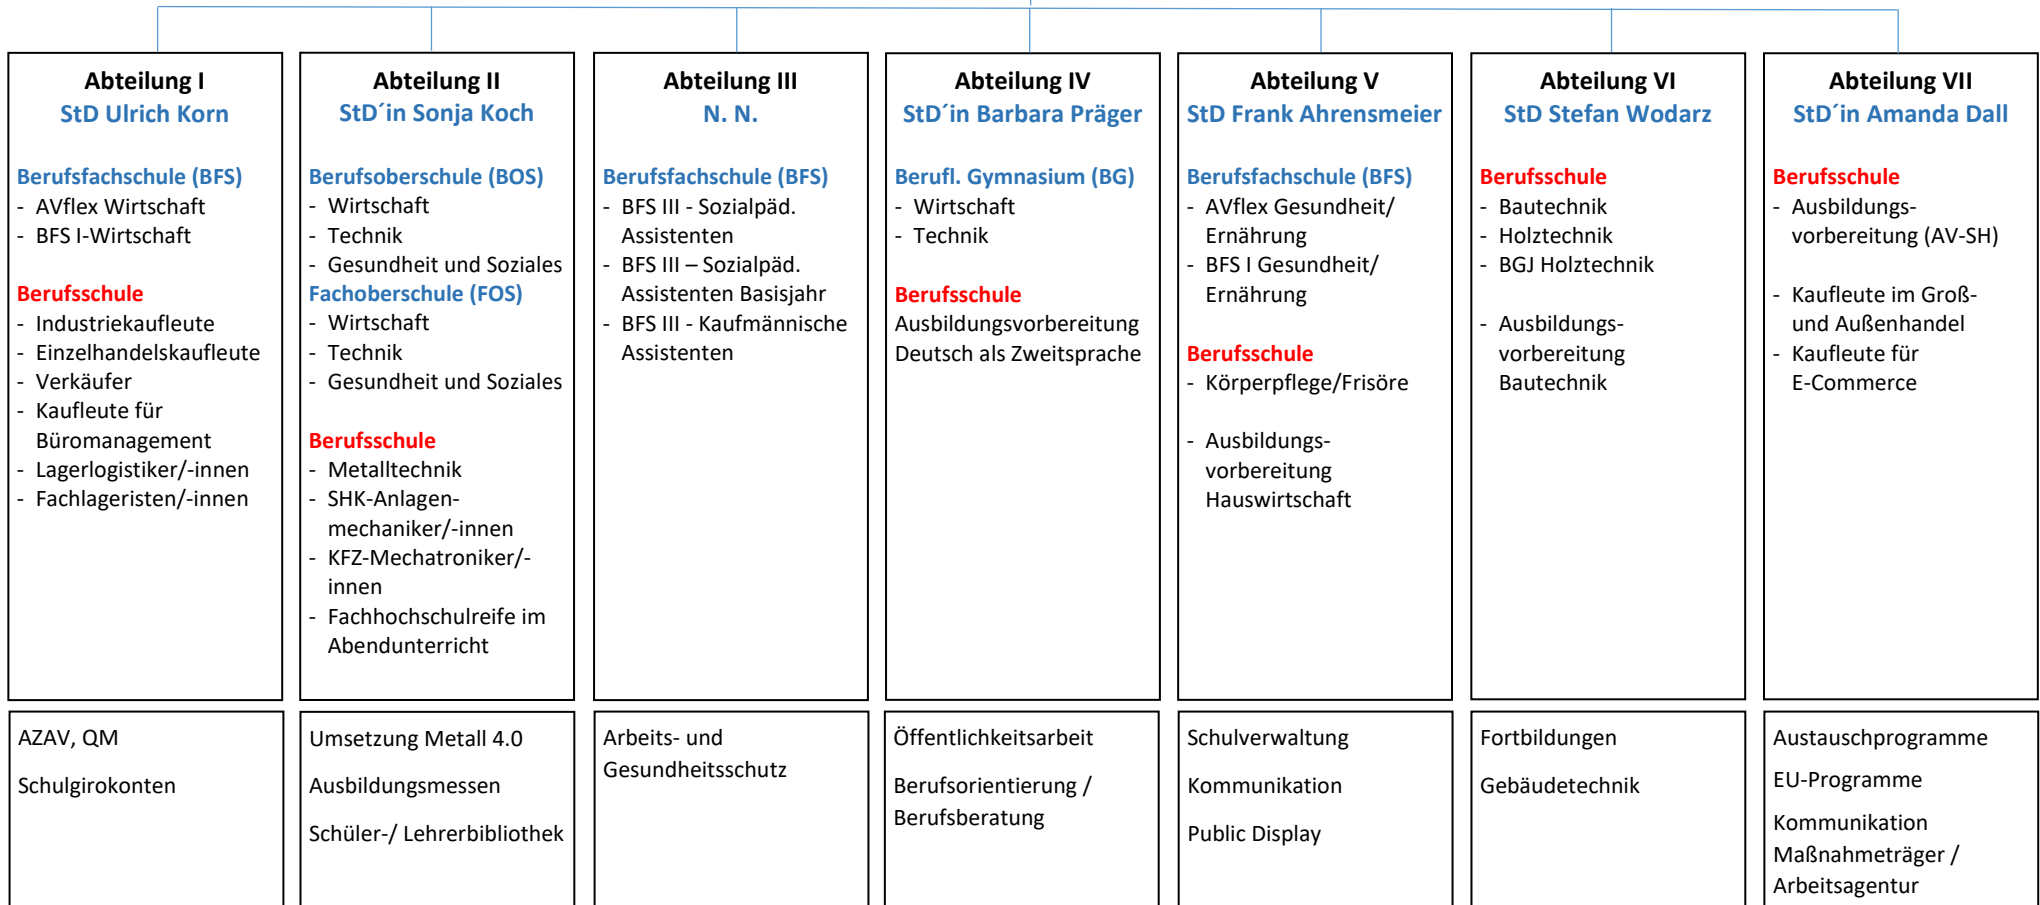 Abteilung I
StD Ulrich Korn
Berufsfachschule (BFS)
- AVflex Wirtschaft
- BFS I-Wirtschaft
Berufsschule
- Industriekaufleute
- Einzelhandelskaufleute
- Verkäufer
- Kaufleute für
Büromanagement
- Lagerlogistiker/-innen
- Fachlageristen/-innen
AZAV, QM
Schulgirokonten
Abteilung II
StD´in Sonja Koch
Berufsoberschule (BOS)
- Wirtschaft
- Technik
- Gesundheit und Soziales
Fachoberschule (FOS)
- Wirtschaft
- Technik
- Gesundheit und Soziales
Berufsschule
- Metalltechnik
- SHK-Anlagen-
mechaniker/-innen
- KFZ-Mechatroniker/-
innen
- Fachhochschulreife im
Abendunterricht
Umsetzung Metall 4.0
Ausbildungsmessen
Schüler-/ Lehrerbibliothek
Abteilung III
N. N.
Berufsfachschule (BFS)
- BFS III - Sozialpäd.
Assistenten
- BFS III – Sozialpäd.
Assistenten Basisjahr
- BFS III - Kaufmännische
Assistenten
Arbeits- und
Gesundheitsschutz
Abteilung IV
StD´in Barbara Präger
Berufl. Gymnasium (BG)
- Wirtschaft
- Technik
Berufsschule
Ausbildungsvorbereitung
Deutsch als Zweitsprache
Öffentlichkeitsarbeit
Berufsorientierung /
Berufsberatung
Abteilung V
StD Frank Ahrensmeier
Berufsfachschule (BFS)
- AVflex Gesundheit/
Ernährung
- BFS I Gesundheit/
Ernährung
Berufsschule
- Körperpflege/Frisöre
- Ausbildungs-
vorbereitung
Hauswirtschaft
Schulverwaltung
Kommunikation
Public Display
Abteilung VI
StD Stefan Wodarz
Berufsschule
- Bautechnik
- Holztechnik
- BGJ Holztechnik
- Ausbildungs-
vorbereitung
Bautechnik
Fortbildungen
Gebäudetechnik
Abteilung VII
StD´in Amanda Dall
Berufsschule
- Ausbildungs-
vorbereitung (AV-SH)
- Kaufleute im Groß-
und Außenhandel
- Kaufleute für
E-Commerce
Austauschprogramme
EU-Programme
Kommunikation
Maßnahmeträger /
Arbeitsagentur